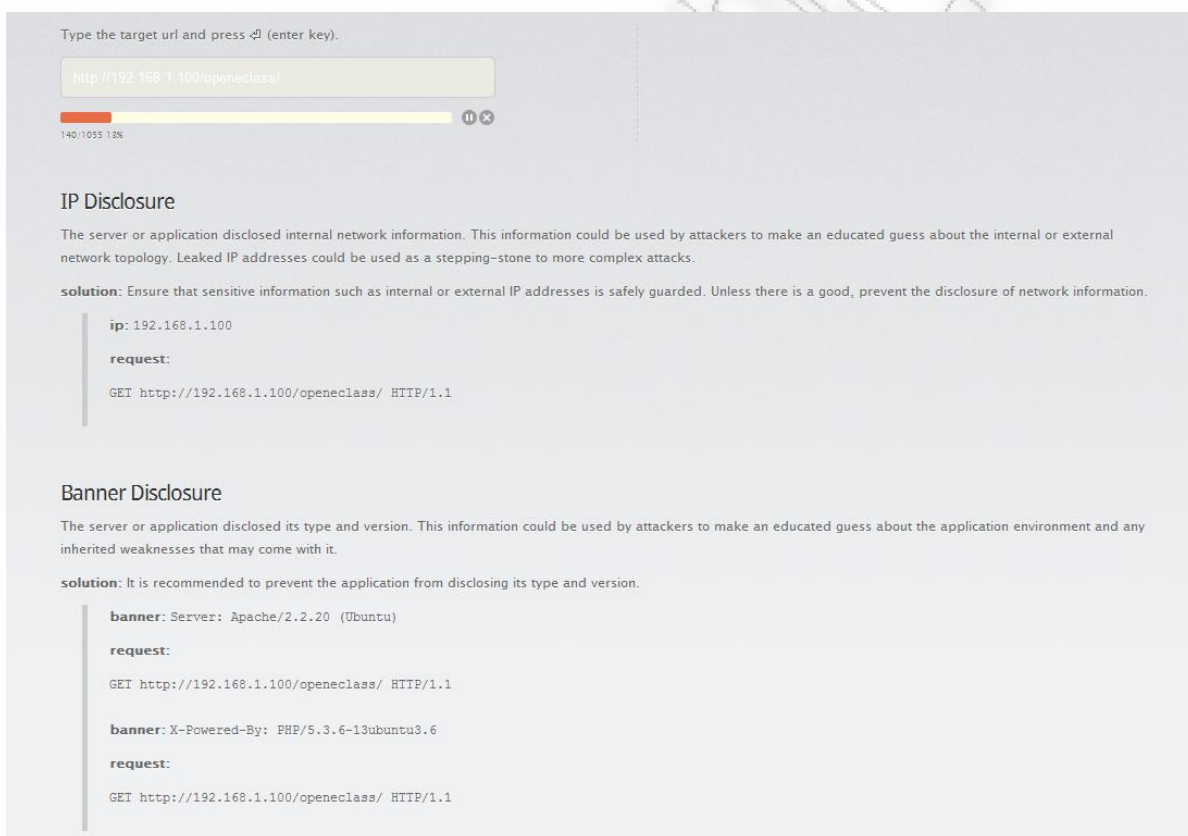 Type the target url and press ⏎ (enter key).
http://192.168.1.100/openeclass/
140/1055 13%
IP Disclosure
The server or application disclosed internal network information. This information could be used by attackers to make an educated guess about the internal or external
network topology. Leaked IP addresses could be used as a stepping-stone to more complex attacks.
solution: Ensure that sensitive information such as internal or external IP addresses is safely guarded. Unless there is a good, prevent the disclosure of network information.
ip: 192.168.1.100
request:
GET http://192.168.1.100/openeclass/ HTTP/1.1
Banner Disclosure
The server or application disclosed its type and version. This information could be used by attackers to make an educated guess about the application environment and any
inherited weaknesses that may come with it.
solution: It is recommended to prevent the application from disclosing its type and version.
banner: Server: Apache/2.2.20 (Ubuntu)
request:
GET http://192.168.1.100/openeclass/ HTTP/1.1
banner: X-Powered-By: PHP/5.3.6-13ubuntu3.6
request:
GET http://192.168.1.100/openeclass/ HTTP/1.1